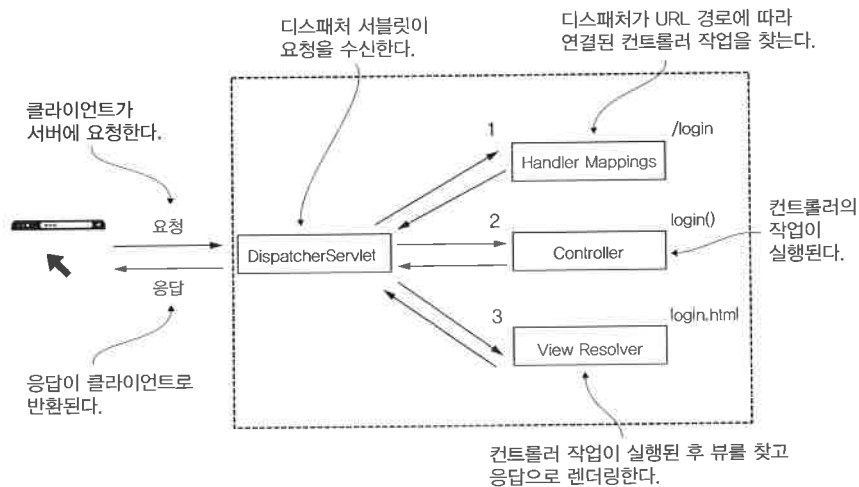 디스패처 서블릿이
요청을 수신한다.
디스패처가 URL 경로에 따라
연결된 컨트롤러 작업을 찾는다.
클라이언트가
서버에 요청한다.
1
/login
Handler Mappings
요청
DispatcherServlet
응답
2
login()
Controller
컨트롤러의
작업이
실행된다.
3
login.html
View Resolver
응답이 클라이언트로
반환된다.
컨트롤러 작업이 실행된 후 뷰를 찾고
응답으로 렌더링한다.